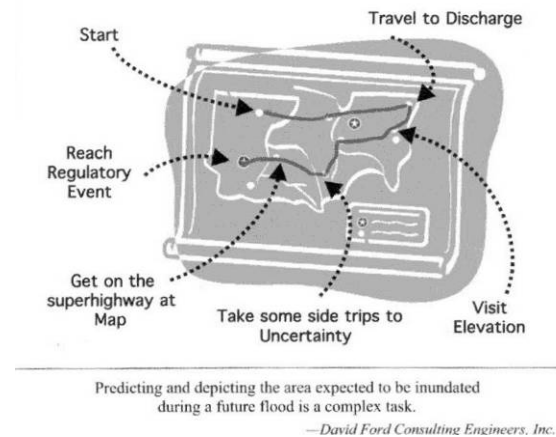 Travel to Discharge
Start
Reach
Regulatory
Event
Get on the
superhighway at
Map
Take some side trips to
Uncertainty
Visit
Elevation
Predicting and depicting the area expected to be inundated
during a future flood is a complex task.
—David Ford Consulting Engineers, Inc.